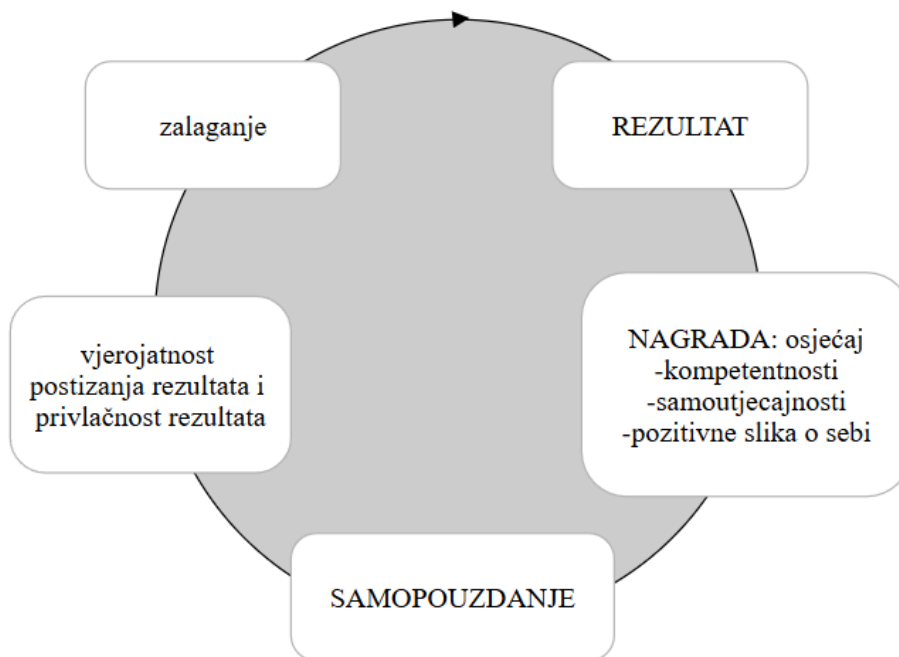 zalaganje
REZULTAT
NAGRADA: osjećaj
-kompetentnosti
-samoutjecajnosti
-pozitivne slika o sebi
SAMOPOUZDANJE
vjerojatnost
postizanja rezultata i
privlačnost rezultata